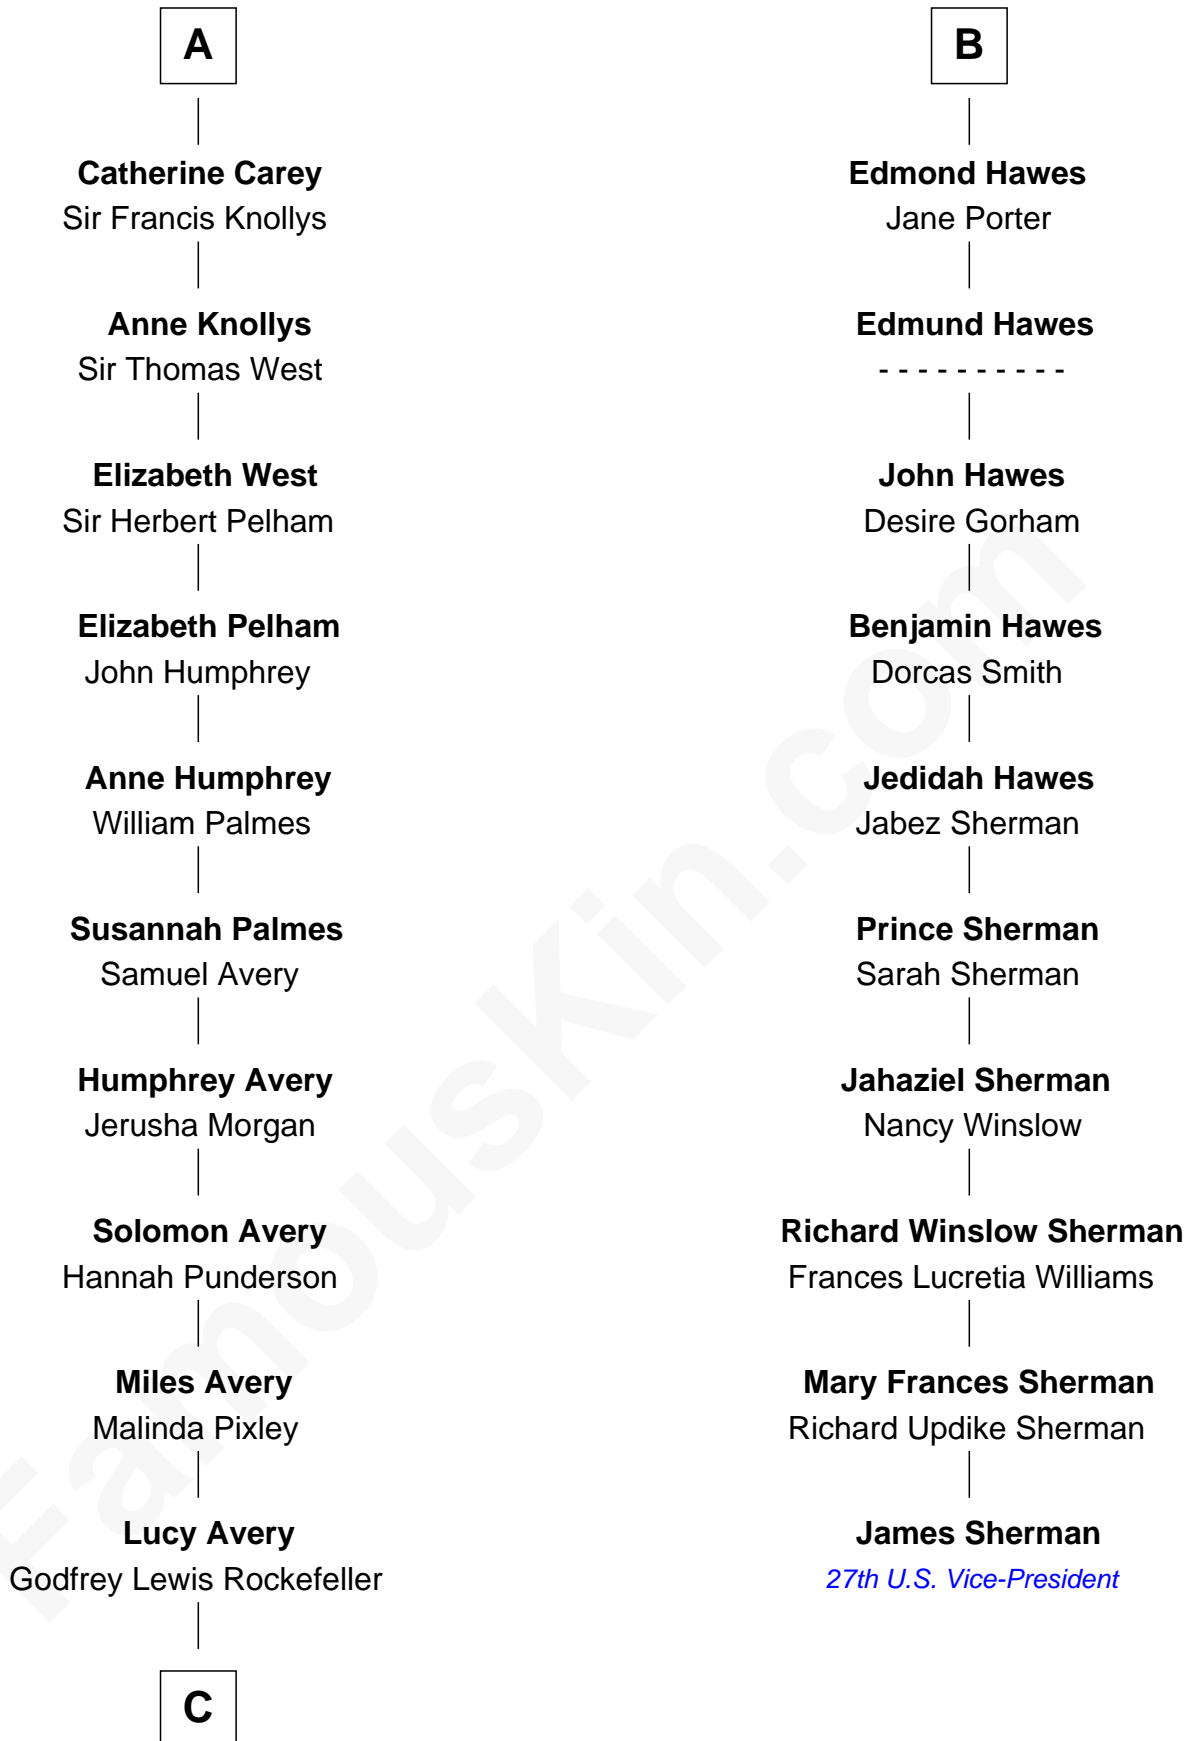 A
Catherine Carey
Sir Francis Knollys
Anne Knollys
Sir Thomas West
Elizabeth West
Sir Herbert Pelham
Elizabeth Pelham
John Humphrey
Anne Humphrey
William Palmes
Susannah Palmes
Samuel Avery
Humphrey Avery
Jerusha Morgan
Solomon Avery
Hannah Punderson
Miles Avery
Malinda Pixley
Lucy Avery
Godfrey Lewis Rockefeller
C
B
Edmond Hawes
Jane Porter
Edmund Hawes
- - - - - - - - - -
John Hawes
Desire Gorham
Benjamin Hawes
Dorcas Smith
Jedidah Hawes
Jabez Sherman
Prince Sherman
Sarah Sherman
Jahaziel Sherman
Nancy Winslow
Richard Winslow Sherman
Frances Lucretia Williams
Mary Frances Sherman
Richard Updike Sherman
James Sherman
27th U.S. Vice-President
FamousKin.com